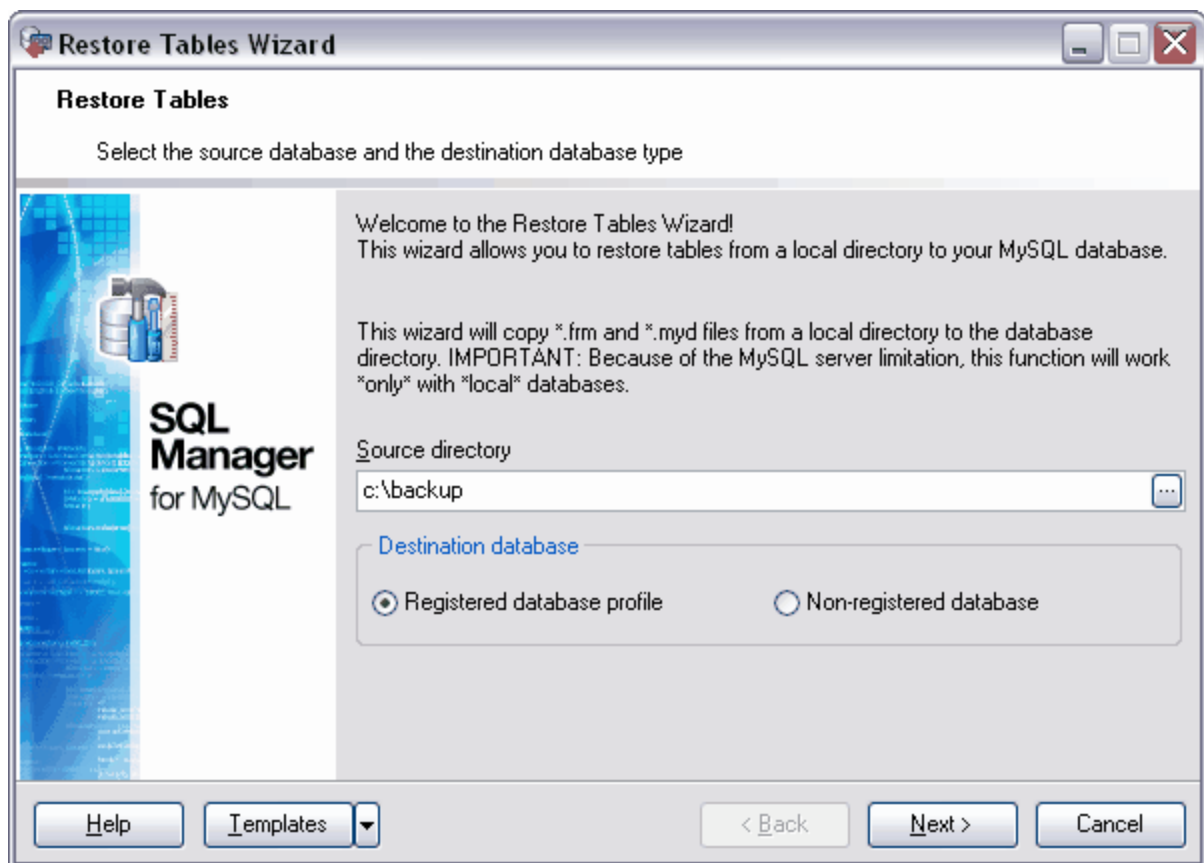 Restore Tables Wizard
Restore Tables
Select the source database and the destination database type
Welcome to the Restore Tables Wizard!
This wizard allows you to restore tables from a local directory to your MySQL database.
This wizard will copy *.frm and *.myd files from a local directory to the database
directory. IMPORTANT: Because of the MySQL server limitation, this function will work
*only* with *local* databases.
SQL
Manager
for MySQL
Source directory
c:\backup
...
Destination database
Registered database profile
Non-registered database
Help
Templates
< Back
Next >
Cancel